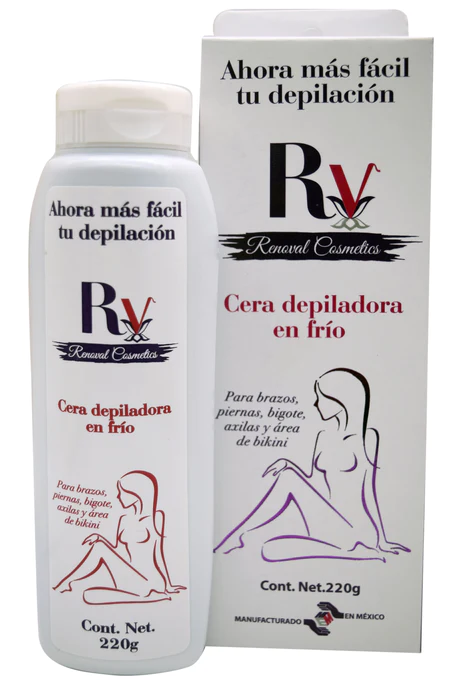 Ahora más fácil
tu depilación
RV
Renoval Cosmetics
Cera depiladora
en frío
Para brazos,
piernas, bigote,
axilas y área
de bikini
Cont. Net.
220g
Ahora más fácil
tu depilación
RV
Renoval Cosmetics
Cera depiladora
en frío
Para brazos,
piernas, bigote,
axilas y área de
bikini
Cont. Net.220g
MANUFACTURADO EN MÉXICO